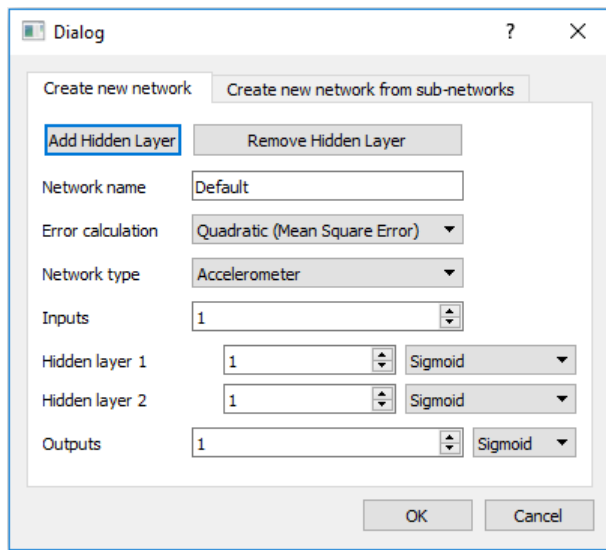 Dialog ?
Create new network Create new network from sub-networks
Add Hidden Layer Remove Hidden Layer
Network name Default
Error calculation Quadratic (Mean Square Error)
Network type Accelerometer
Inputs 1
Hidden layer 1 1 Sigmoid
Hidden layer 2 1 Sigmoid
Outputs 1 Sigmoid
OK Cancel